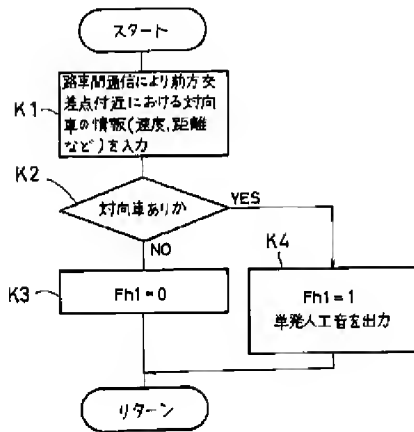 スタート
K1
路車間通信により前方交
差点付近における対向
車の情報(速度,距離
など)を入力
K2
対向車ありか
YES
NO
K3
Fh1=0
K4
Fh1=1
単発人工音を出力
リターン